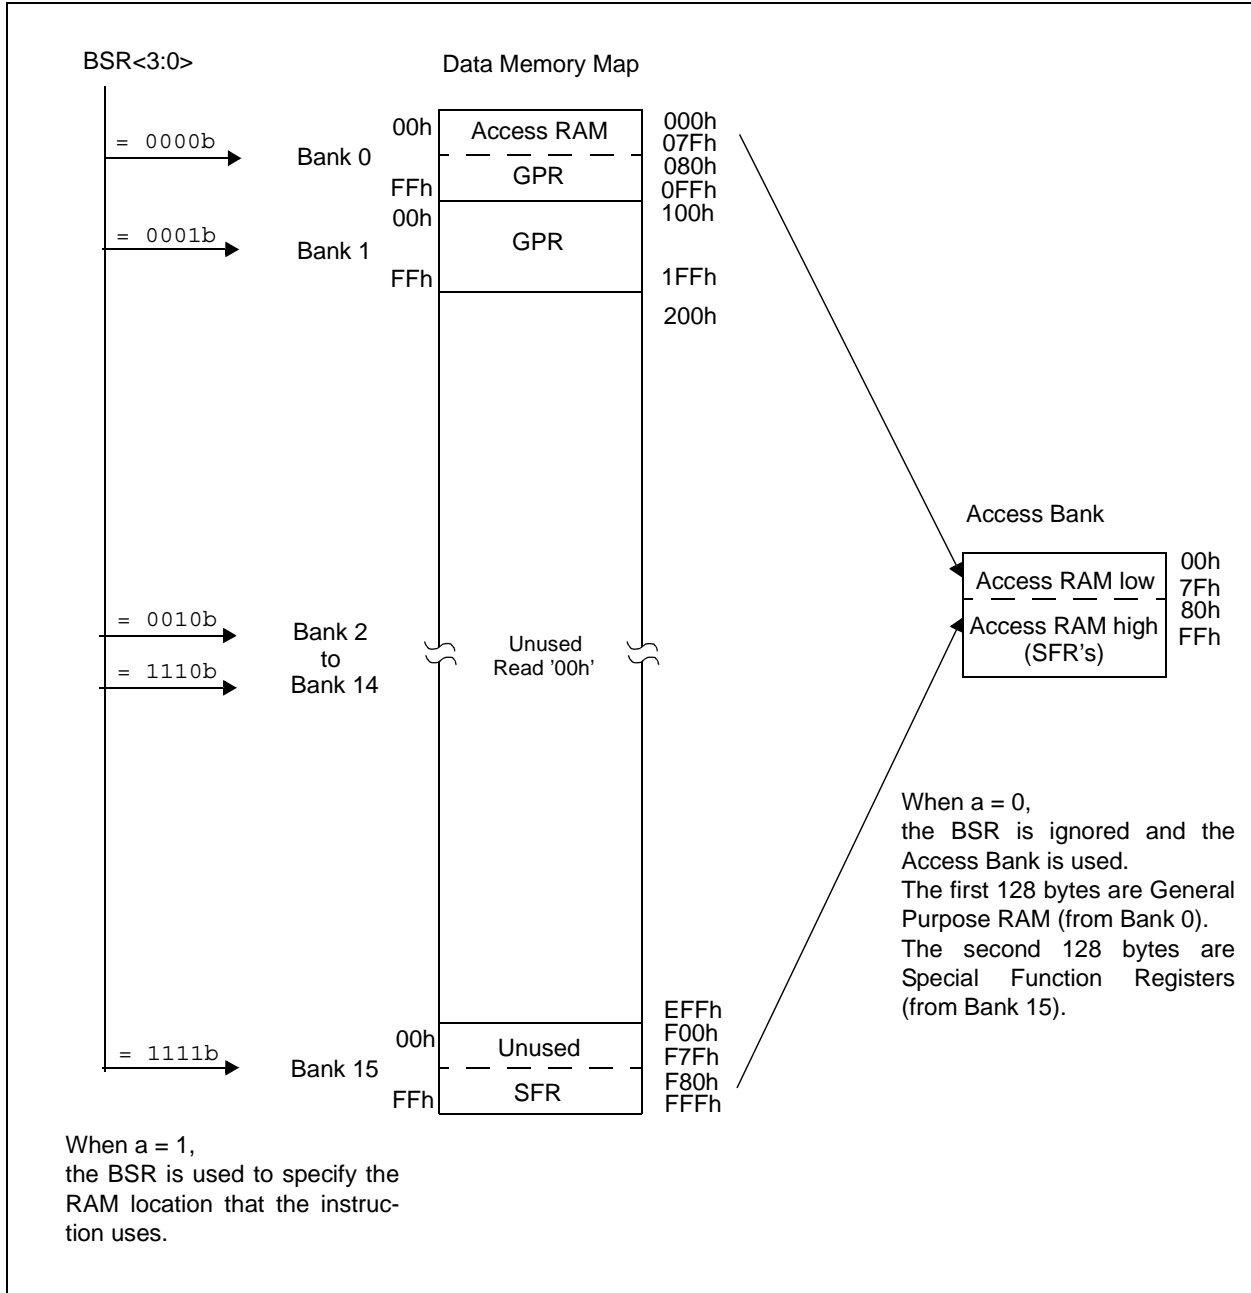 BSR<3:0>
Data Memory Map
= 0000b
Bank 0
00h
Access RAM
000h
07Fh
GPR
080h
FFh
0FFh
= 0001b
Bank 1
00h
GPR
100h
FFh
1FFh
200h
Access Bank
Access RAM low
00h
7Fh
Access RAM high
(SFR's)
80h
FFh
= 0010b
= 1110b
Bank 2
to
Bank 14
Unused
Read '00h'
When a = 0,
the BSR is ignored and the
Access Bank is used.
The first 128 bytes are General
Purpose RAM (from Bank 0).
The second 128 bytes are
Special Function Registers
(from Bank 15).
EFFh
= 1111b
Bank 15
00h
Unused
F00h
F7Fh
SFR
F80h
FFh
FFFh
When a = 1,
the BSR is used to specify the
RAM location that the instruc-
tion uses.